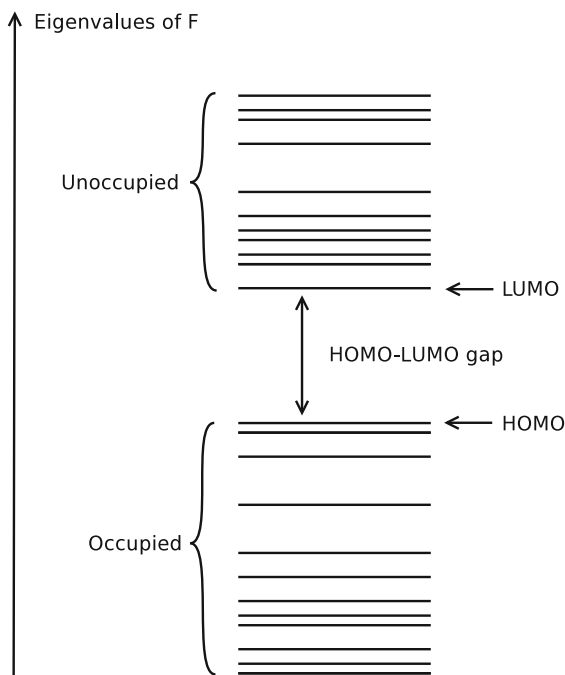 Eigenvalues of F
Unoccupied
LUMO
HOMO-LUMO gap
HOMO
Occupied